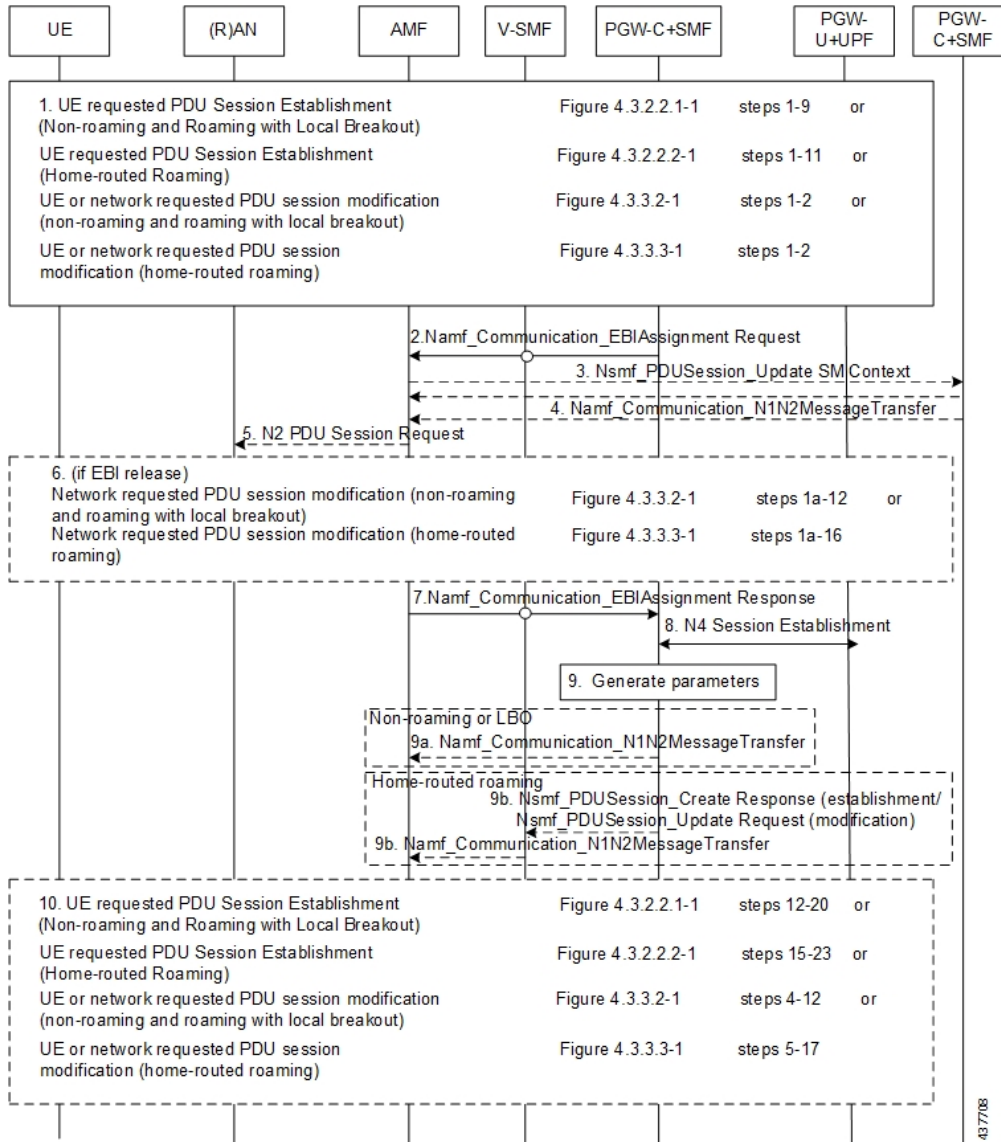 UE
(R)AN
AMF
V-SMF
PGW-C+SMF
PGW-
U+UPF
PGW-
C+SMF
1. UE requested PDU Session Establishment Figure 4.3.2.2.1-1 steps 1-9 or
(Non-roaming and Roaming with Local Breakout)
UE requested PDU Session Establishment Figure 4.3.2.2.2-1 steps 1-11 or
(Home-routed Roaming)
UE or network requested PDU session modification Figure 4.3.3.2-1 steps 1-2 or
(non-roaming and roaming with local breakout)
UE or network requested PDU session Figure 4.3.3.3-1 steps 1-2
modification (home-routed roaming)
2.Namf_Communication_EBIAssignment Request
3. Nsmf_PDUSession_Update SM Context
4. Namf_Communication_N1N2MessageTransfer
5. N2 PDU Session Request
6. (if EBI release)
Network requested PDU session modification (non-roaming Figure 4.3.3.2-1 steps 1a-12 or
and roaming with local breakout)
Network requested PDU session modification (home-routed Figure 4.3.3.3-1 steps 1a-16
roaming)
7.Namf_Communication_EBIAssignment Response
8. N4 Session Establishment
9. Generate parameters
Non-roaming or LBO
9a. Namf_Communication_N1N2MessageTransfer
Home-routed roaming
9b. Nsmf_PDUSession_Create Response (establishment/
Nsmf_PDUSession_Update Request (modification)
9b. Namf_Communication_N1N2MessageTransfer
10. UE requested PDU Session Establishment Figure 4.3.2.2.1-1 steps 12-20 or
(Non-roaming and Roaming with Local Breakout)
UE requested PDU Session Establishment Figure 4.3.2.2.2-1 steps 15-23 or
(Home-routed Roaming)
UE or network requested PDU session modification Figure 4.3.3.2-1 steps 4-12 or
(non-roaming and roaming with local breakout)
UE or network requested PDU session Figure 4.3.3.3-1 steps 5-17
modification (home-routed roaming)
437708